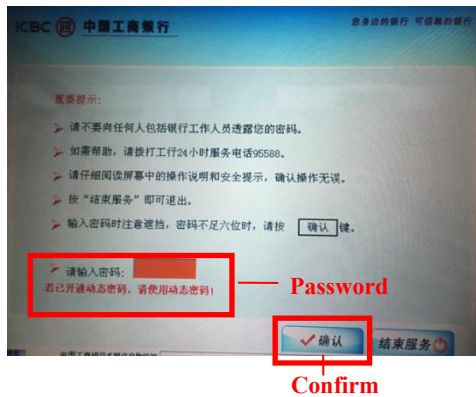 ICBC 中国工商银行
您身边的银行 可信赖的银行
重要提示:
请不要向任何人包括银行工作人员透露您的密码。
如需帮助,请拨打工行24小时服务电话95588。
请仔细阅读屏幕中的操作说明和安全提示,确认操作无误。
按“结束服务”即可退出。
输入密码时注意遮挡,密码不足六位时,请按 确认 键。
请输入密码:
若已开通动态密码,请使用动态密码!
Password
确认
结束服务
Confirm